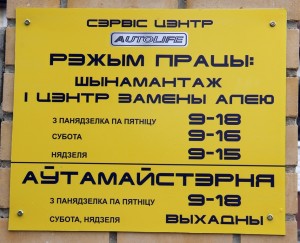 СЭРВІС ЦЭНТР
AUTOLIFE
РЭЖЫМ ПРАЦЫ:
ШЫНАМАНТАЖ
І ЦЭНТР ЗАМЕНЫ АЛЕЮ
З ПАНЯДЗЕЛКА ПА ПЯТНІЦУ 9-18
СУБОТА 9-16
НЯДЗЕЛЯ 9-15
АЎТАМАЙСТЭРНЯ
З ПАНЯДЗЕЛКА ПА ПЯТНІЦУ 9-18
СУБОТА, НЯДЗЕЛЯ ВЫХАДНЫ